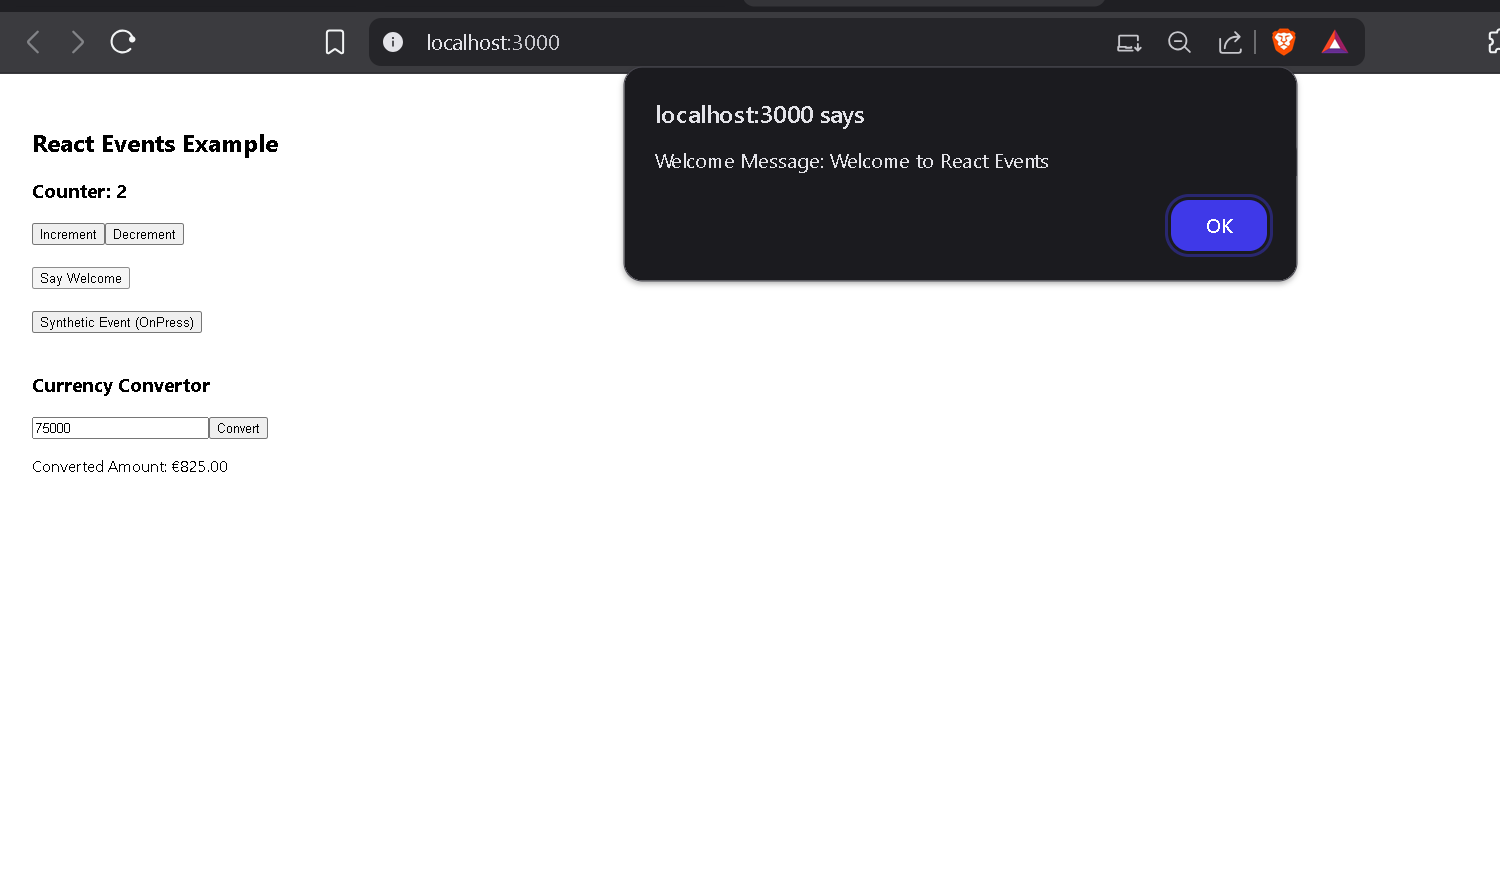 localhost:3000
localhost:3000 says
Welcome Message: Welcome to React Events
OK
React Events Example
Counter: 2
Increment Decrement
Say Welcome
Synthetic Event (OnPress)
Currency Convertor
75000 Convert
Converted Amount: €825.00